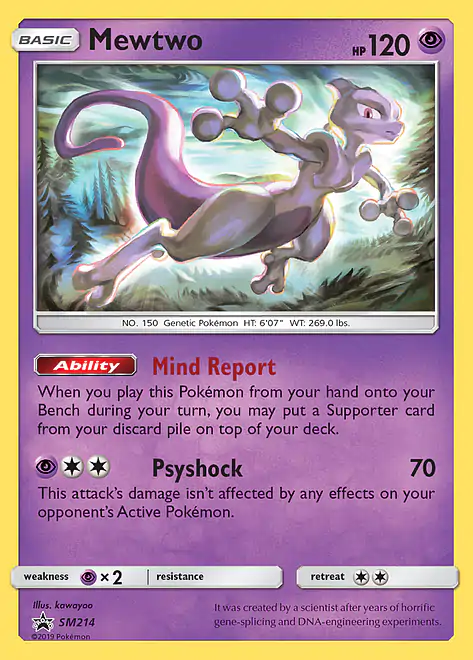 BASIC Mewtwo HP 120
NO. 150 Genetic Pokémon HT: 6'07" WT: 269.0 lbs.
Ability Mind Report
When you play this Pokémon from your hand onto your
Bench during your turn, you may put a Supporter card
from your discard pile on top of your deck.
Psyshock 70
This attack's damage isn't affected by any effects on your
opponent's Active Pokémon.
weakness ×2 resistance retreat
Illus. kawayoo
SM214
©2019 Pokémon
It was created by a scientist after years of horrific
gene-splicing and DNA-engineering experiments.